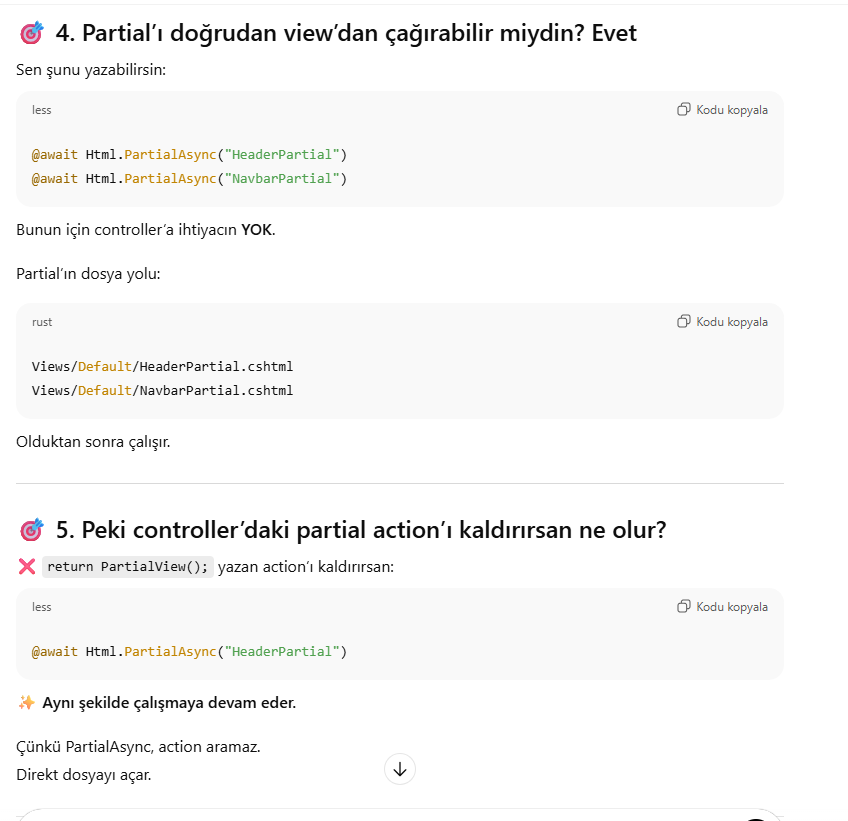 🎯 4. Partial’ı doğrudan view’dan çağırabilir miydin? Evet
Sen şunu yazabilirsin:
less
Kodu kopyala
@await Html.PartialAsync("HeaderPartial")
@await Html.PartialAsync("NavbarPartial")
Bunun için controller’a ihtiyacın YOK.
Partial’ın dosya yolu:
rust
Kodu kopyala
Views/Default/HeaderPartial.cshtml
Views/Default/NavbarPartial.cshtml
Olduktan sonra çalışır.
🎯 5. Peki controller’daki partial action’ı kaldırırsan ne olur?
❌ return PartialView(); yazan action’ı kaldırırsan:
less
Kodu kopyala
@await Html.PartialAsync("HeaderPartial")
✨ Aynı şekilde çalışmaya devam eder.
Çünkü PartialAsync, action aramaz.
Direkt dosyayı açar.